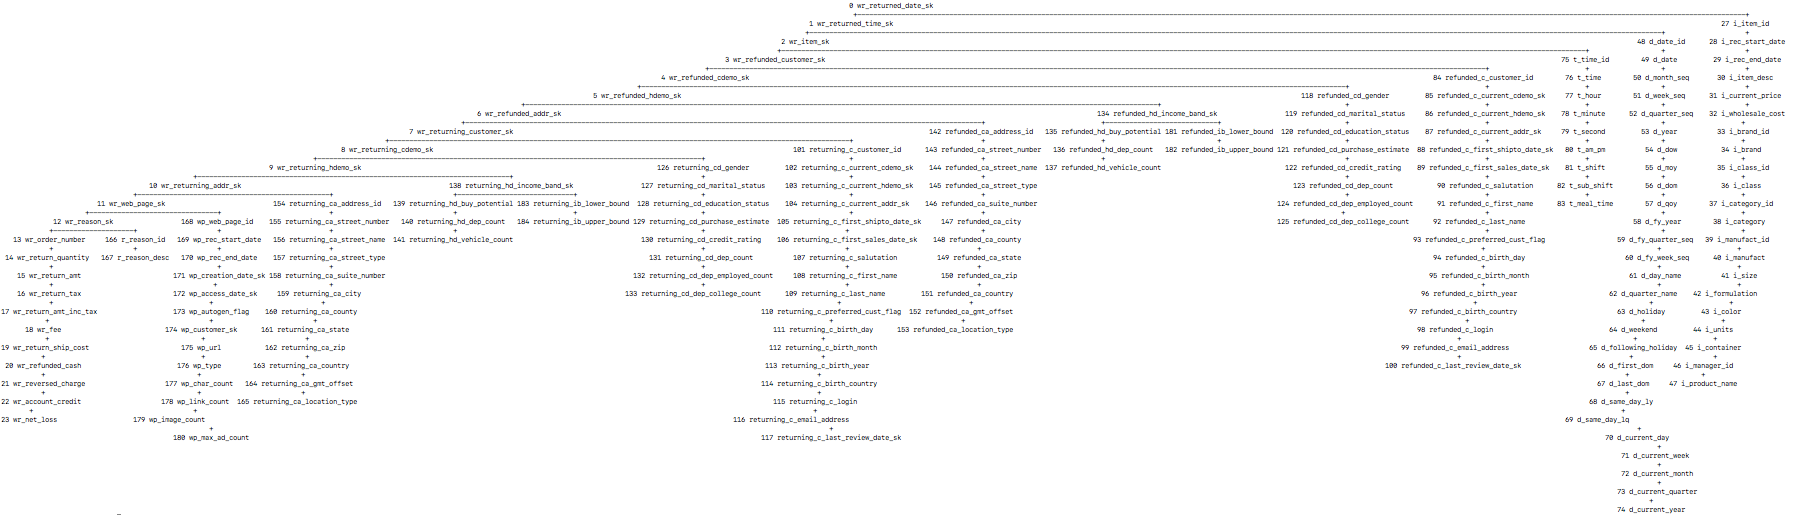 0 wr_returned_date_sk
1 wr_returned_time_sk 27 i_item_id
2 wr_item_sk 48 d_date_id 28 i_rec_start_date
3 wr_refunded_customer_sk 75 t_time_id 49 d_date 29 i_rec_end_date
4 wr_refunded_cdemo_sk 84 refunded_c_customer_id 76 t_time 50 d_month_seq 30 i_item_desc
5 wr_refunded_hdemo_sk 118 refunded_cd_gender 85 refunded_c_current_cdemo_sk 77 t_hour 51 d_week_seq 31 i_current_price
6 wr_refunded_addr_sk 134 refunded_hd_income_band_sk 119 refunded_cd_marital_status 86 refunded_c_current_hdemo_sk 78 t_minute 52 d_quarter_seq 32 i_wholesale_cost
7 wr_returning_customer_sk 142 refunded_ca_address_id 135 refunded_hd_buy_potential 181 refunded_ib_lower_bound 120 refunded_cd_education_status 87 refunded_c_current_addr_sk 79 t_second 53 d_year 33 i_brand_id
8 wr_returning_cdemo_sk 101 returning_c_customer_id 143 refunded_ca_street_number 136 refunded_hd_dep_count 182 refunded_ib_upper_bound 121 refunded_cd_purchase_estimate 88 refunded_c_first_shipto_date_sk 80 t_am_pm 54 d_dow 34 i_brand
9 wr_returning_hdemo_sk 126 returning_cd_gender 102 returning_c_current_cdemo_sk 144 refunded_ca_street_name 137 refunded_hd_vehicle_count 122 refunded_cd_credit_rating 89 refunded_c_first_sales_date_sk 81 t_shift 55 d_moy 35 i_class_id
10 wr_returning_addr_sk 138 returning_hd_income_band_sk 127 returning_cd_marital_status 103 returning_c_current_hdemo_sk 145 refunded_ca_street_type 123 refunded_cd_dep_count 90 refunded_c_salutation 82 t_sub_shift 56 d_dom 36 i_class
11 wr_web_page_sk 154 returning_ca_address_id 139 returning_hd_buy_potential 183 returning_ib_lower_bound 128 returning_cd_education_status 104 returning_c_current_addr_sk 146 refunded_ca_suite_number 124 refunded_cd_dep_employed_count 91 refunded_c_first_name 83 t_meal_time 57 d_qoy 37 i_category_id
12 wr_reason_sk 168 wp_web_page_id 155 returning_ca_street_number 140 returning_hd_dep_count 184 returning_ib_upper_bound 129 returning_cd_purchase_estimate 105 returning_c_first_shipto_date_sk 147 refunded_ca_city 125 refunded_cd_dep_college_count 92 refunded_c_last_name 58 d_fy_year 38 i_category
13 wr_order_number 166 r_reason_id 169 wp_rec_start_date 156 returning_ca_street_name 141 returning_hd_vehicle_count 130 returning_cd_credit_rating 106 returning_c_first_sales_date_sk 148 refunded_ca_county 93 refunded_c_preferred_cust_flag 59 d_fy_quarter_seq 39 i_manufact_id
14 wr_return_quantity 167 r_reason_desc 170 wp_rec_end_date 157 returning_ca_street_type 131 returning_cd_dep_count 107 returning_c_salutation 149 refunded_ca_state 94 refunded_c_birth_day 60 d_fy_week_seq 40 i_manufact
15 wr_return_amt 171 wp_creation_date_sk 158 returning_ca_suite_number 132 returning_cd_dep_employed_count 108 returning_c_first_name 150 refunded_ca_zip 95 refunded_c_birth_month 61 d_day_name 41 i_size
16 wr_return_tax 172 wp_access_date_sk 159 returning_ca_city 133 returning_cd_dep_college_count 109 returning_c_last_name 151 refunded_ca_country 96 refunded_c_birth_year 62 d_quarter_name 42 i_formulation
17 wr_return_amt_inc_tax 173 wp_autogen_flag 160 returning_ca_county 110 returning_c_preferred_cust_flag 152 refunded_ca_gmt_offset 97 refunded_c_birth_country 63 d_holiday 43 i_color
18 wr_fee 174 wp_customer_sk 161 returning_ca_state 111 returning_c_birth_day 153 refunded_ca_location_type 98 refunded_c_login 64 d_weekend 44 i_units
19 wr_return_ship_cost 175 wp_url 162 returning_ca_zip 112 returning_c_birth_month 99 refunded_c_email_address 65 d_following_holiday 45 i_container
20 wr_refunded_cash 176 wp_type 163 returning_ca_country 113 returning_c_birth_year 100 refunded_c_last_review_date_sk 66 d_first_dom 46 i_manager_id
21 wr_reversed_charge 177 wp_char_count 164 returning_ca_gmt_offset 114 returning_c_birth_country 67 d_last_dom 47 i_product_name
22 wr_account_credit 178 wp_link_count 165 returning_ca_location_type 115 returning_c_login 68 d_same_day_ly
23 wr_net_loss 179 wp_image_count 116 returning_c_email_address 69 d_same_day_lq
180 wp_max_ad_count 117 returning_c_last_review_date_sk 70 d_current_day
71 d_current_week
72 d_current_month
73 d_current_quarter
74 d_current_year